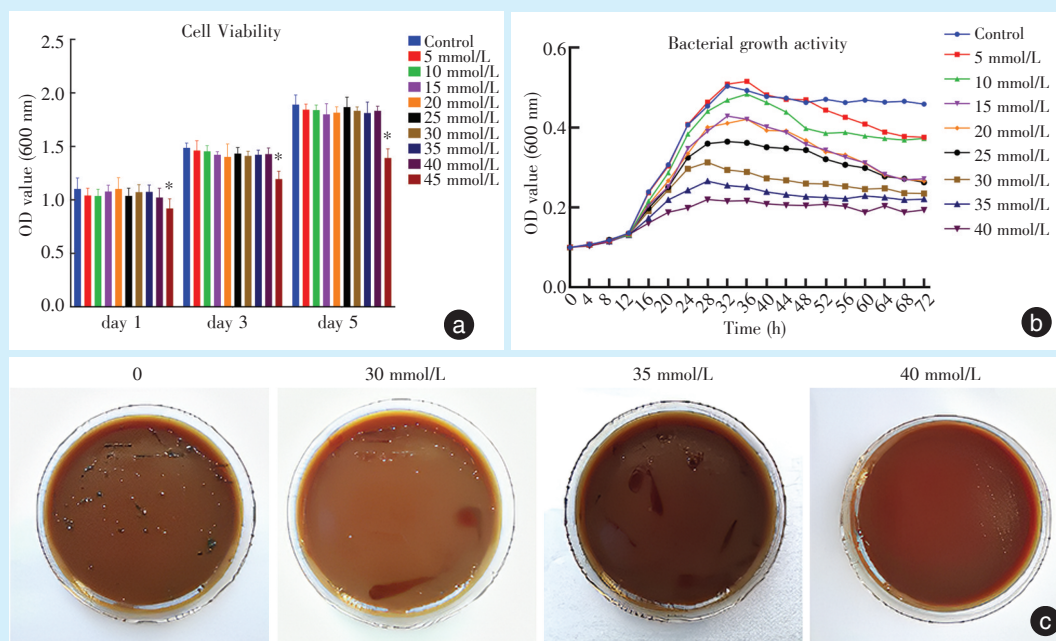 Cell Viability
OD value (600 nm)
2.5
2.0
1.5
1.0
0.5
0.0
*
*
*
day 1
day 3
day 5
Control
5 mmol/L
10 mmol/L
15 mmol/L
20 mmol/L
25 mmol/L
30 mmol/L
35 mmol/L
40 mmol/L
45 mmol/L
a
Bacterial growth activity
OD value (600 nm)
0.6
0.4
0.2
0.0
0 4 8 12 16 20 24 28 32 36 40 44 48 52 56 60 64 68 72
Time (h)
Control
5 mmol/L
10 mmol/L
15 mmol/L
20 mmol/L
25 mmol/L
30 mmol/L
35 mmol/L
40 mmol/L
b
0
30 mmol/L
35 mmol/L
40 mmol/L
c